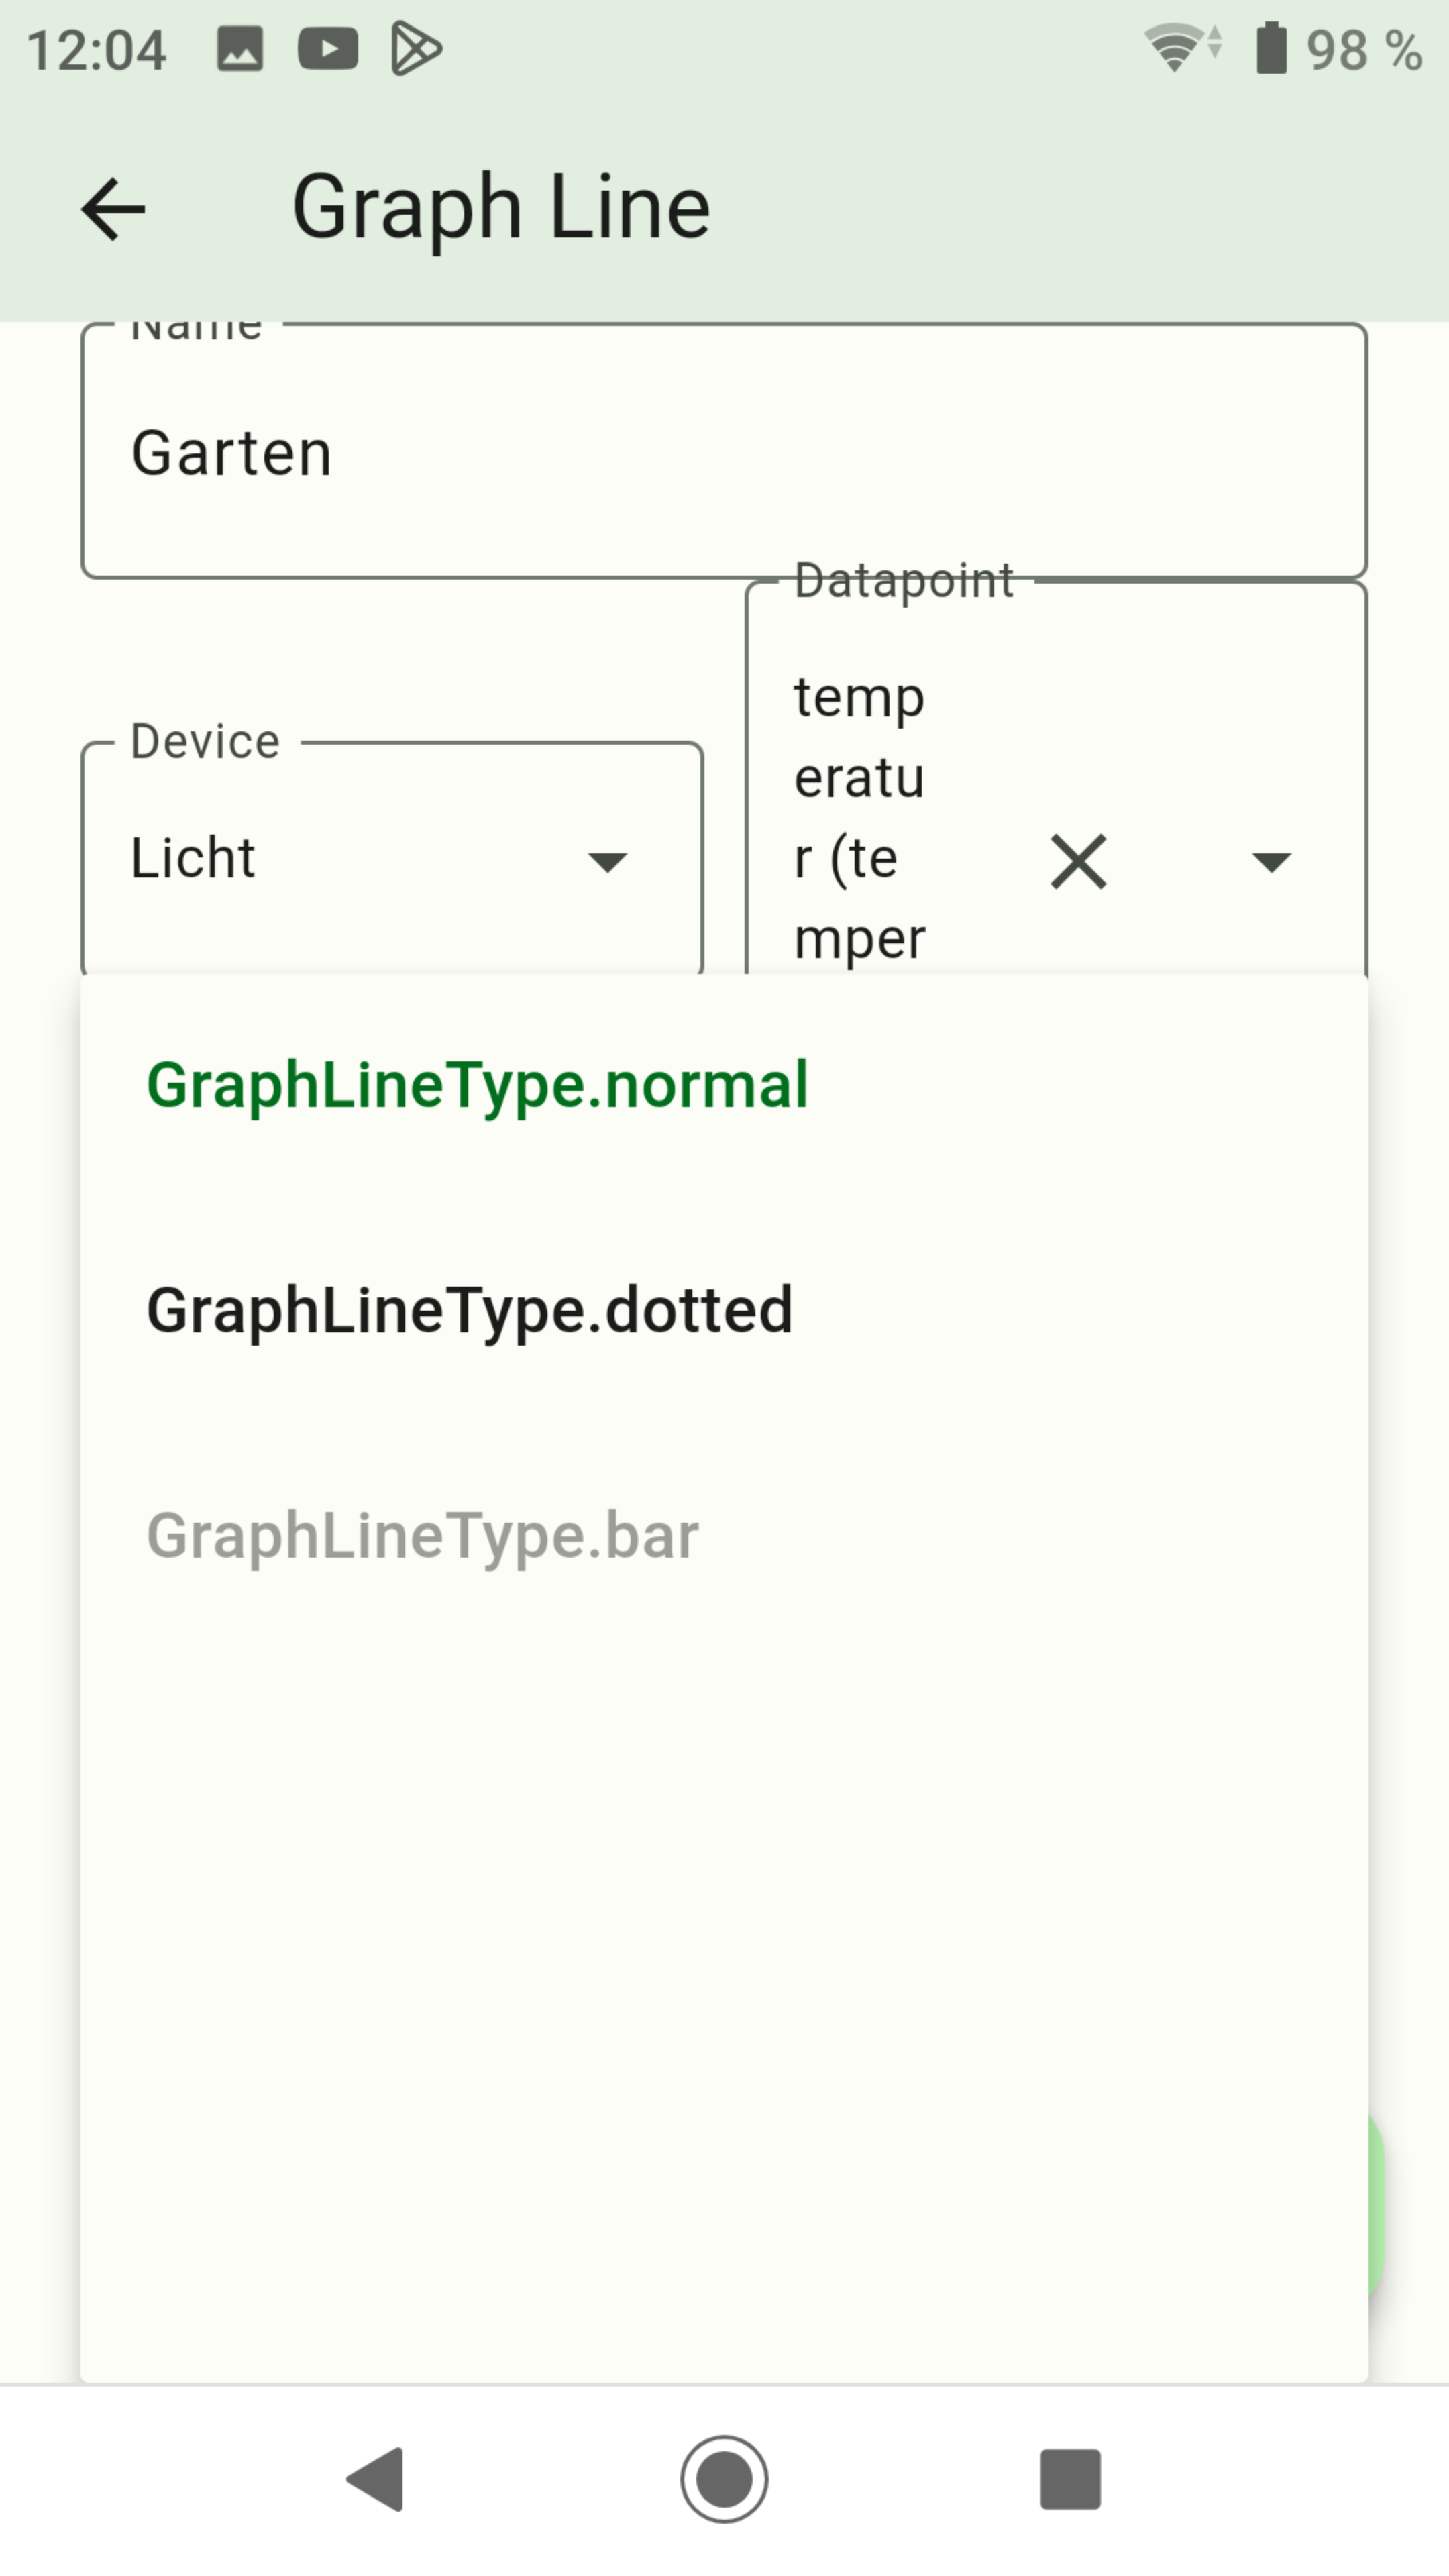 12:04
98 %
Graph Line
Name
Garten
Datapoint
temp
eratu
r (te
mper
Device
Licht
GraphLineType.normal
GraphLineType.dotted
GraphLineType.bar